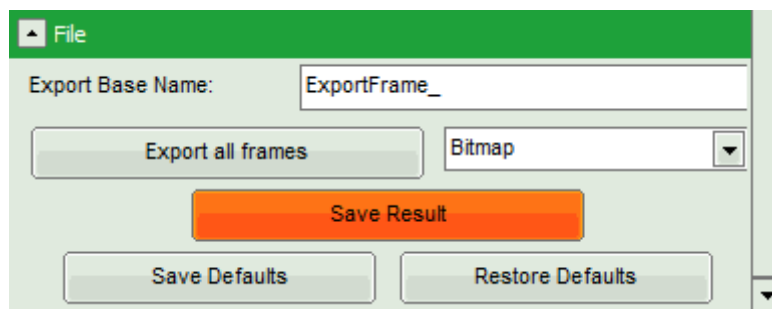 File
Export Base Name: ExportFrame_
Export all frames Bitmap
Save Result
Save Defaults Restore Defaults